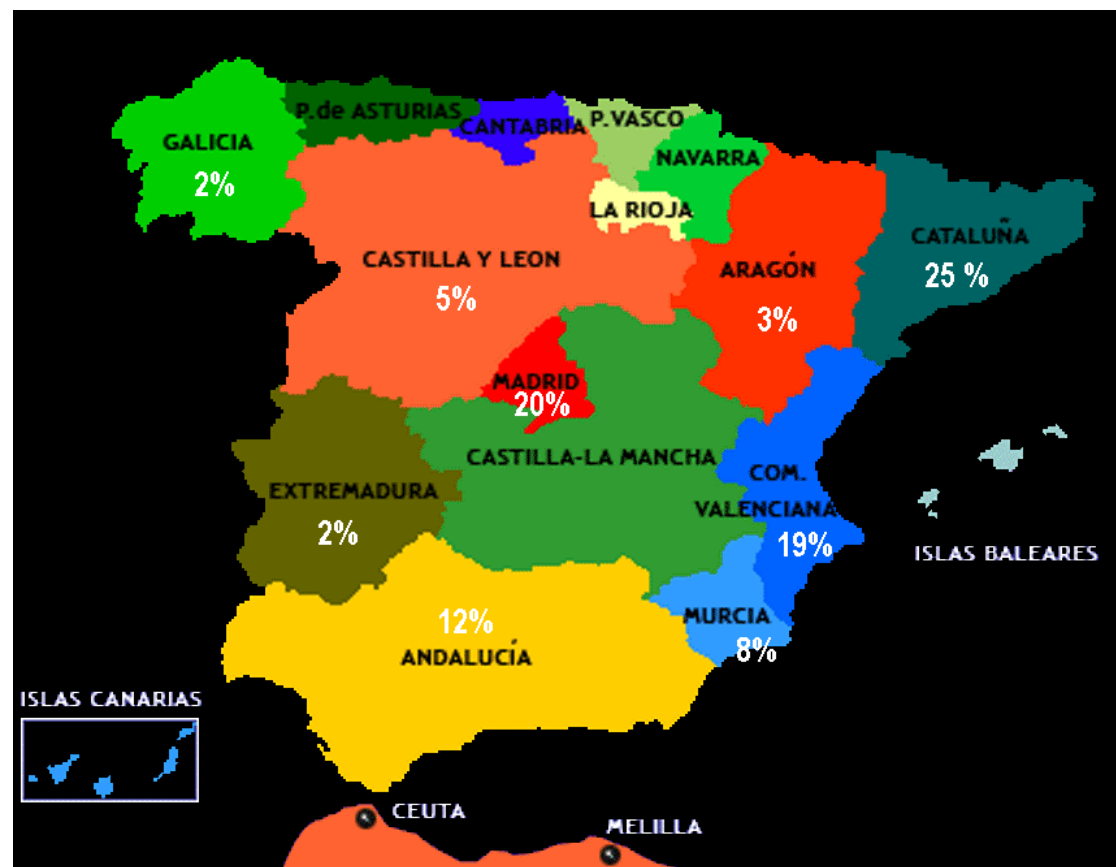 P.de ASTURIAS
CANTABRIA
P.VASCO
GALICIA
2%
NAVARRA
LA RIOJA
CATALUÑA
25 %
CASTILLA Y LEON
5%
ARAGÓN
3%
MADRID
20%
CASTILLA-LA MANCHA
COM.
VALENCIANA
19%
EXTREMADURA
2%
ISLAS BALEARES
12%
ANDALUCÍA
MURCIA
8%
ISLAS CANARIAS
CEUTA
MELILLA